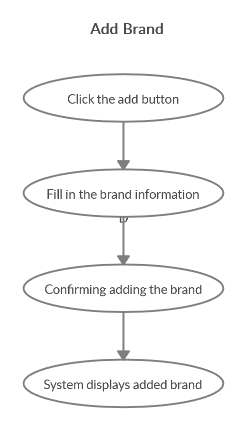 Add Brand
Click the add button
Fill in the brand information
Confirming adding the brand
System displays added brand